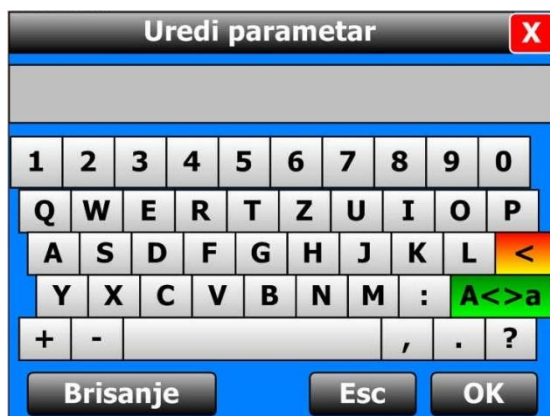 Uredi parametar X
1 2 3 4 5 6 7 8 9 0
Q W E R T Z U I O P
A S D F G H J K L <
Y X C V B N M : A<>a
+ - , . ?
Brisanje Esc OK